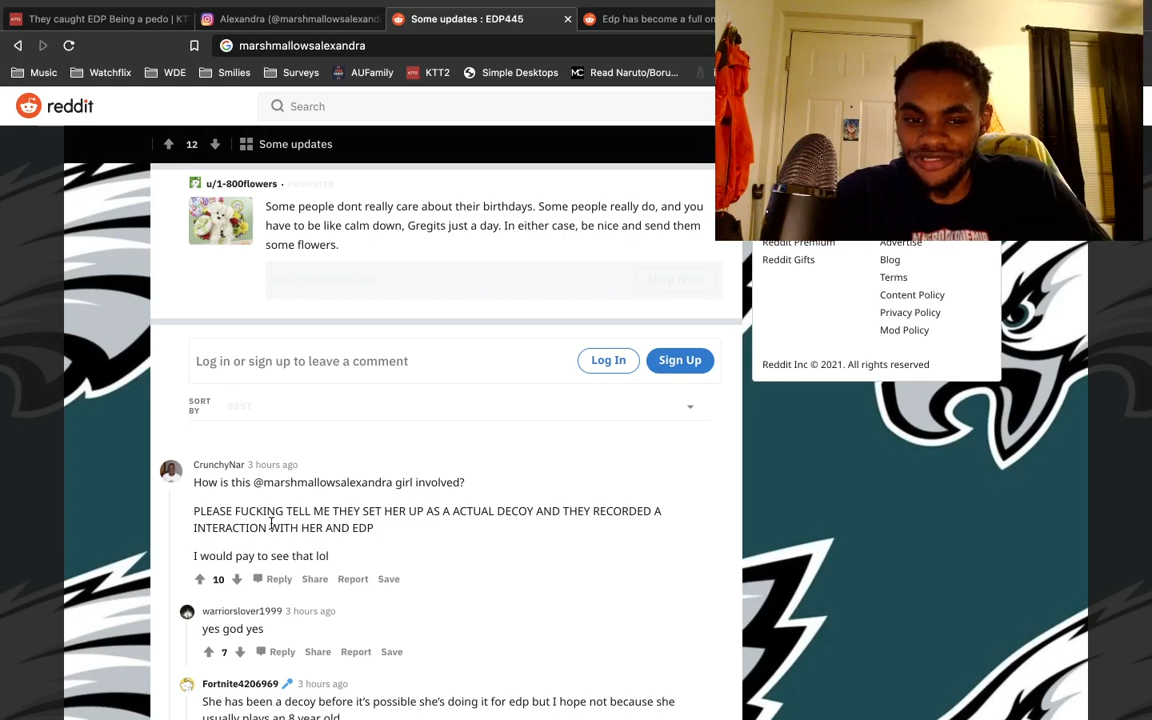 They caught EDP Being a pedo | KT
Alexandra (@marshmallowsalexand
Some updates : EDP445
Edp has become a full on
marshmallowsalexandra
Music
Watchflix
WDE
Smilies
Surveys
AUFamily
KTT2
Simple Desktops
Read Naruto/Boru...
reddit
Search
12
Some updates
u/1-800flowers · PROMOTED
Some people dont really care about their birthdays. Some people really do, and you
have to be like calm down, Gregits just a day. In either case, be nice and send them
some flowers.
Shop Now
Log in or sign up to leave a comment
Log In
Sign Up
SORT
BY
BEST
CrunchyNar 3 hours ago
How is this @marshmallowsalexandra girl involved?
PLEASE FUCKING TELL ME THEY SET HER UP AS A ACTUAL DECOY AND THEY RECORDED A
INTERACTION WITH HER AND EDP
I would pay to see that lol
10 Reply Share Report Save
warriorslover1999 3 hours ago
yes god yes
7 Reply Share Report Save
Fortnite4206969 3 hours ago
She has been a decoy before it's possible she's doing it for edp but I hope not because she
usually plays an 8 year old
Reddit Premium
Reddit Gifts
Advertise
Blog
Terms
Content Policy
Privacy Policy
Mod Policy
Reddit Inc © 2021. All rights reserved